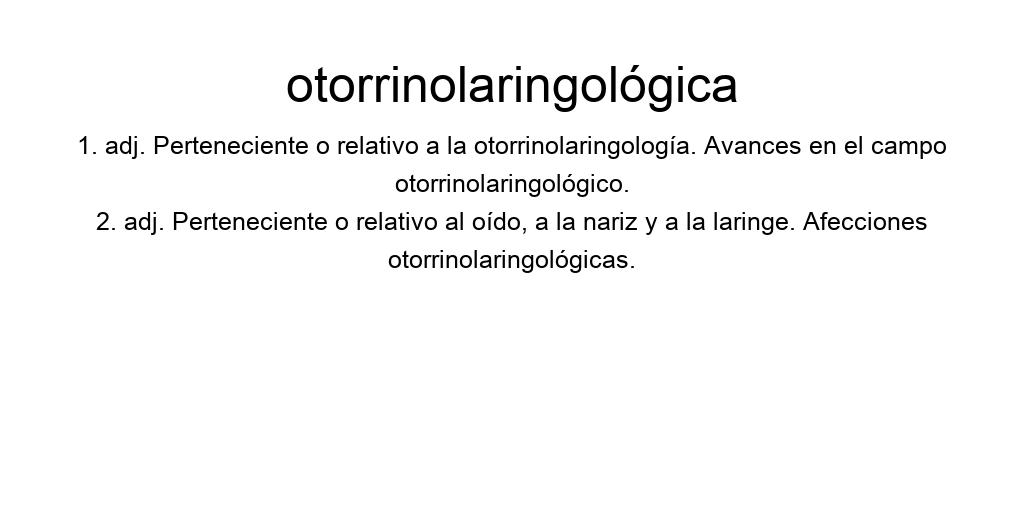 otorrinolaringológica
1. adj. Perteneciente o relativo a la otorrinolaringología. Avances en el campo
otorrinolaringológico.
2. adj. Perteneciente o relativo al oído, a la nariz y a la laringe. Afecciones
otorrinolaringológicas.